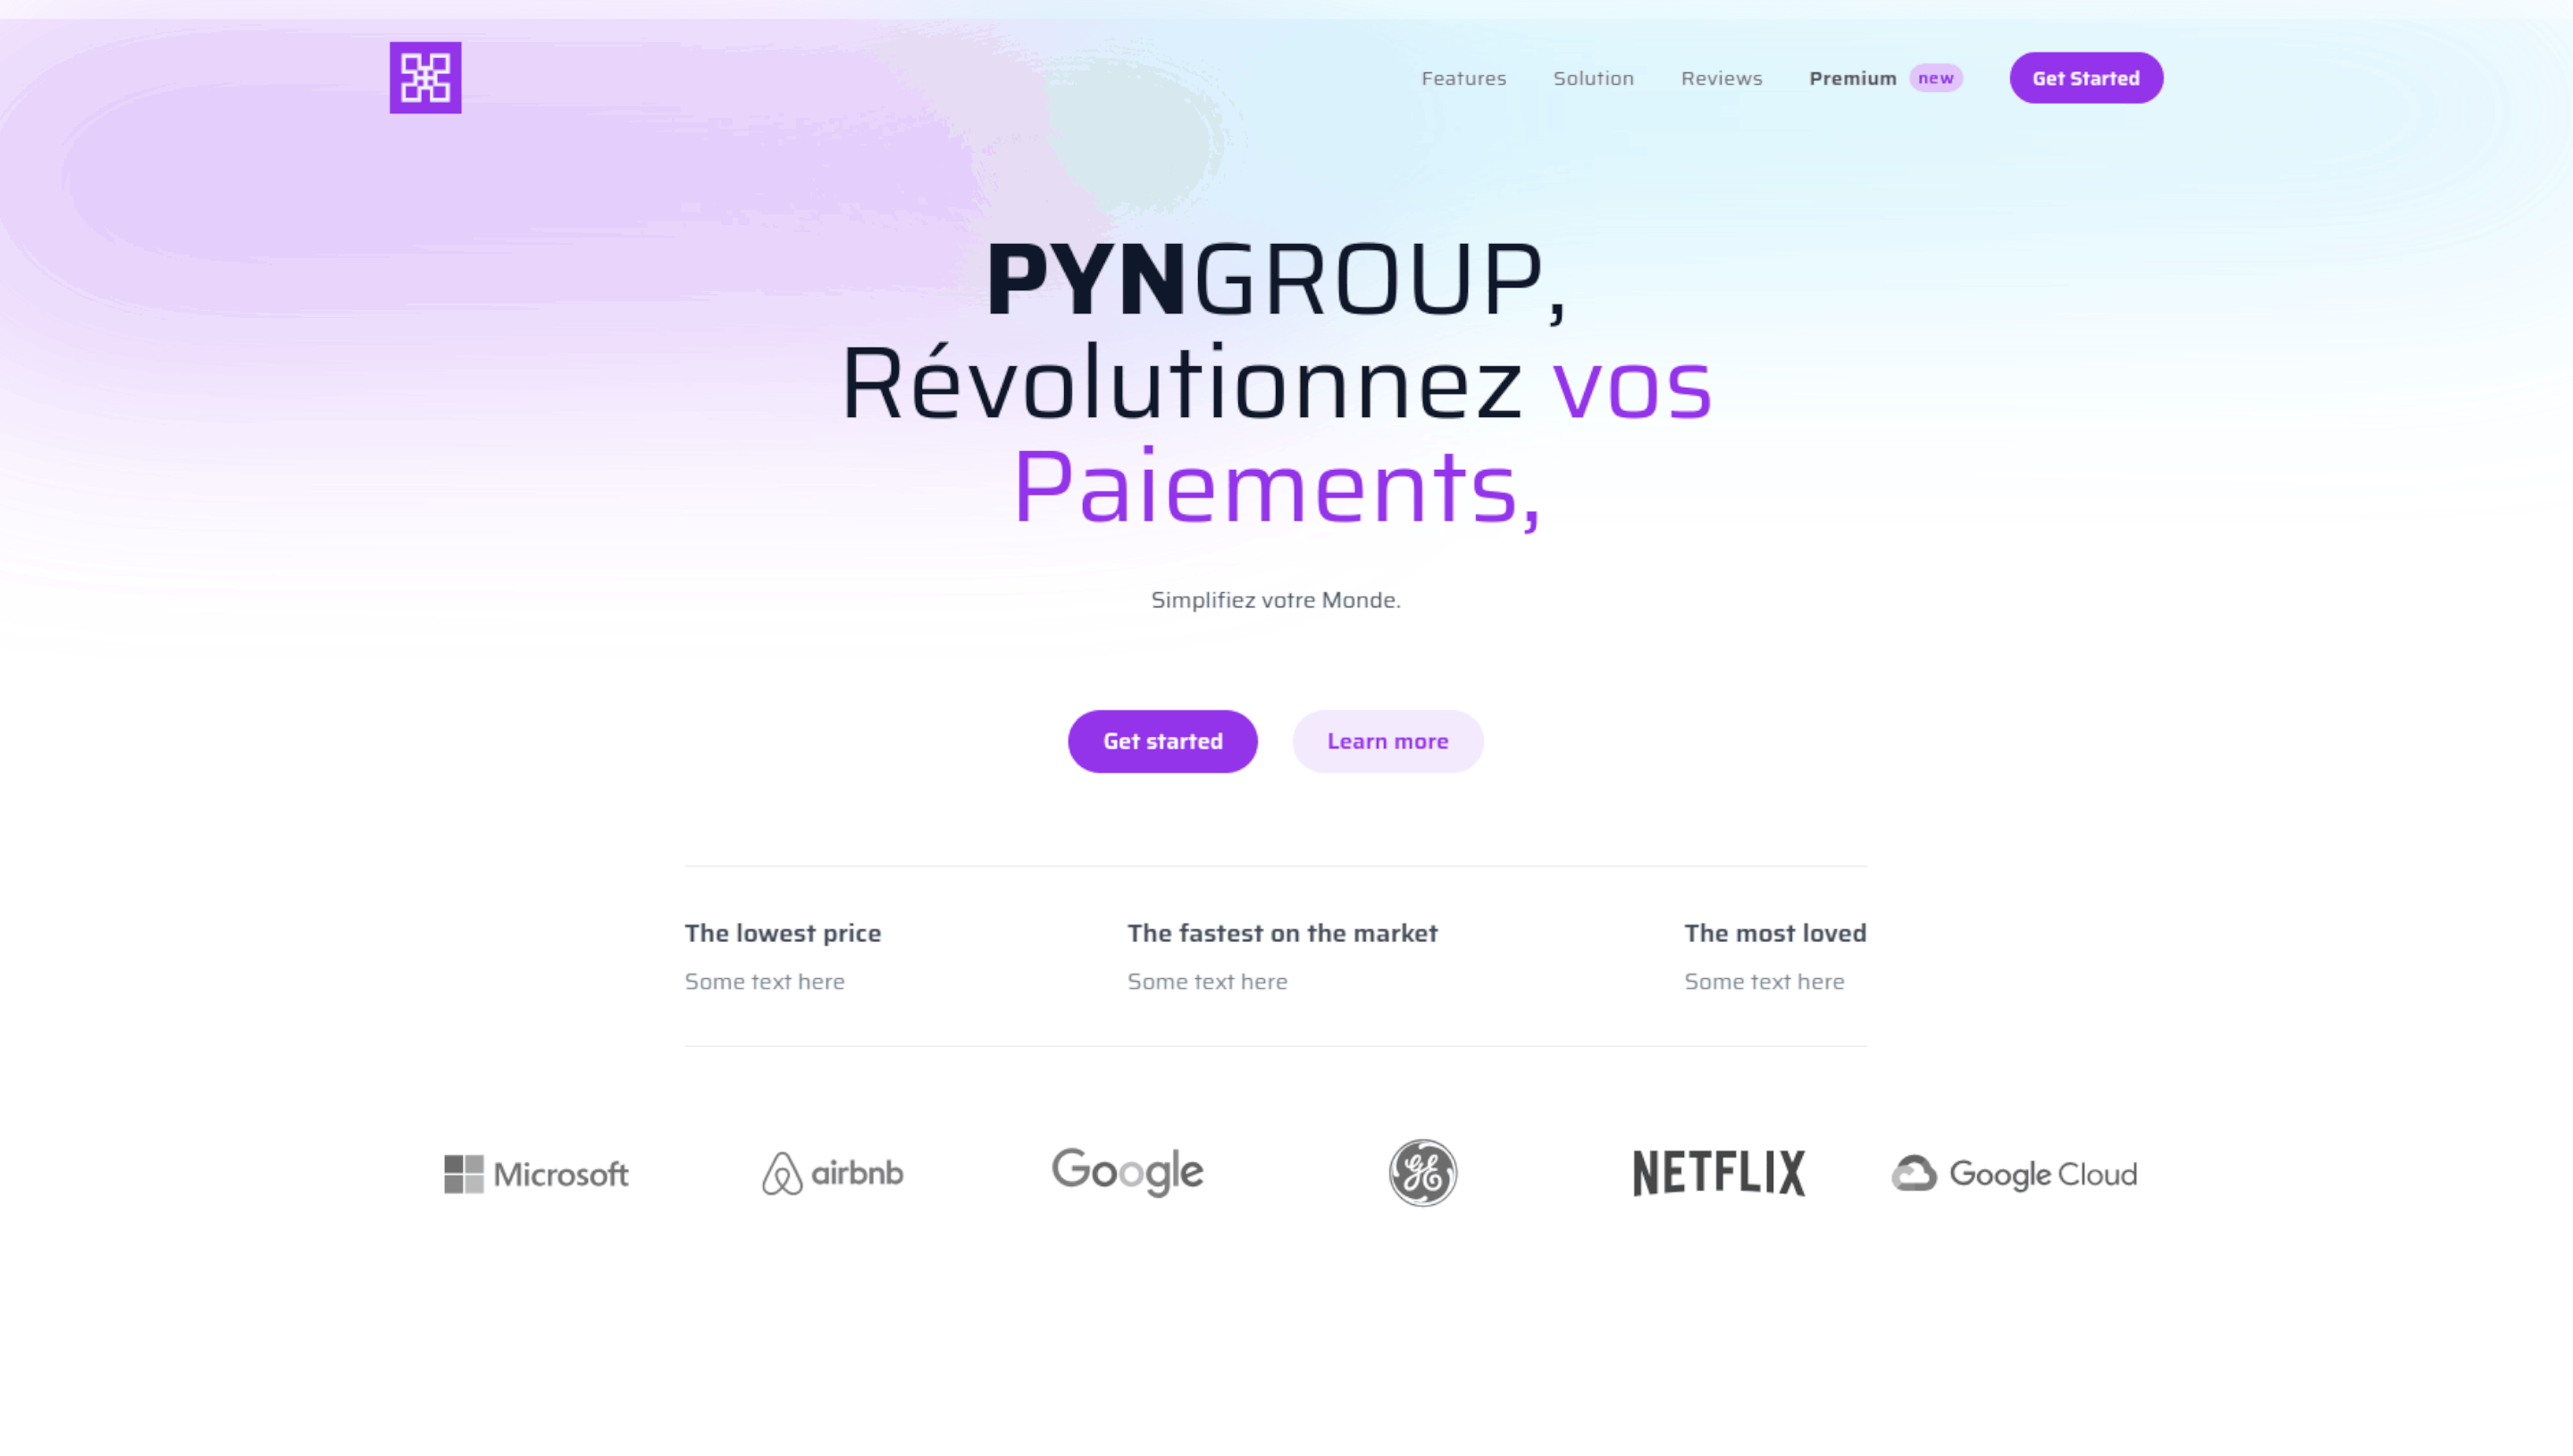 Features Solution Reviews Premium new Get Started
PYNGROUP,
Révolutionnez vos
Paiements,
Simplifiez votre Monde.
Get started Learn more
The lowest price The fastest on the market The most loved
Some text here Some text here Some text here
Microsoft airbnb Google GE NETFLIX Google Cloud